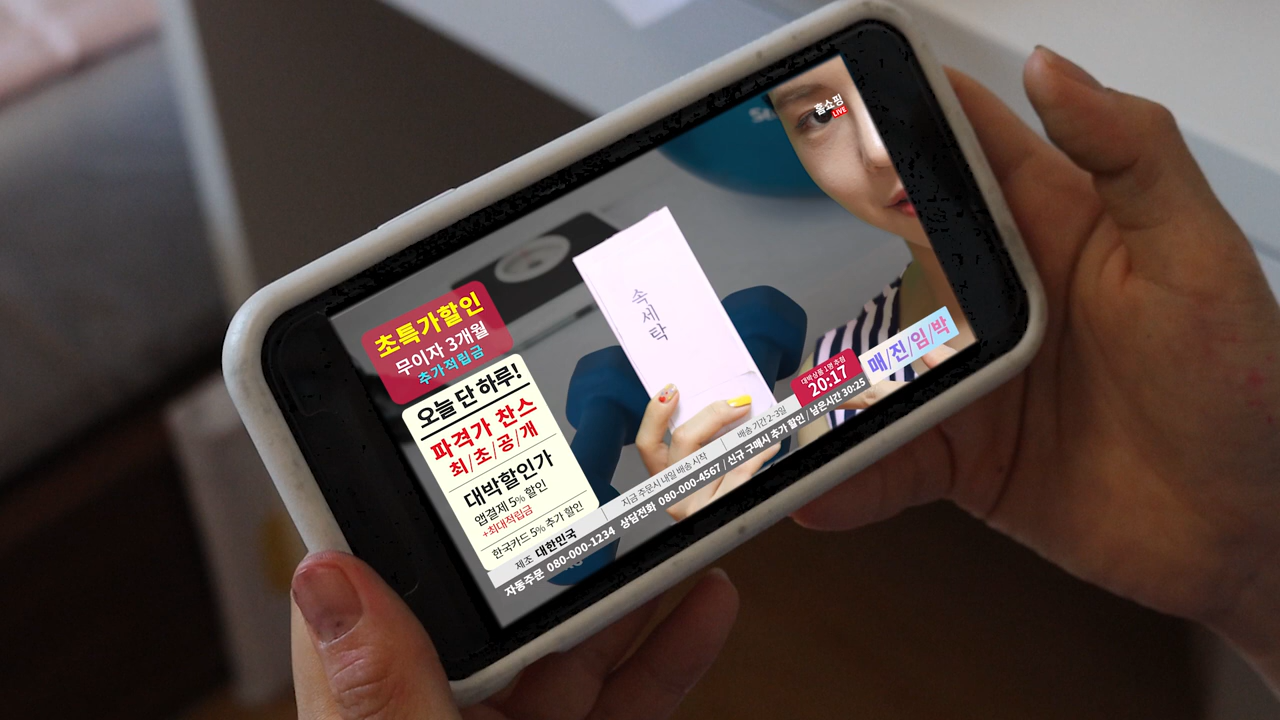 홈쇼핑
LIVE
속세탁
초특가할인
무이자 3개월
추가적립금
오늘 단 하루!
파격가 찬스
최/초/공/개
대박할인가
앱결제 5% 할인
+최대적립금
한국카드 5% 추가 할인
대박상품 1명 추첨
20:17
매/진/임/박
제조 대한민국
지금 주문시 내일 배송 시작
배송 기간 2-3일
자동주문 080-000-1234 상담전화 080-000-4567 / 신규 구매시 추가 할인 / 남은시간 30:25